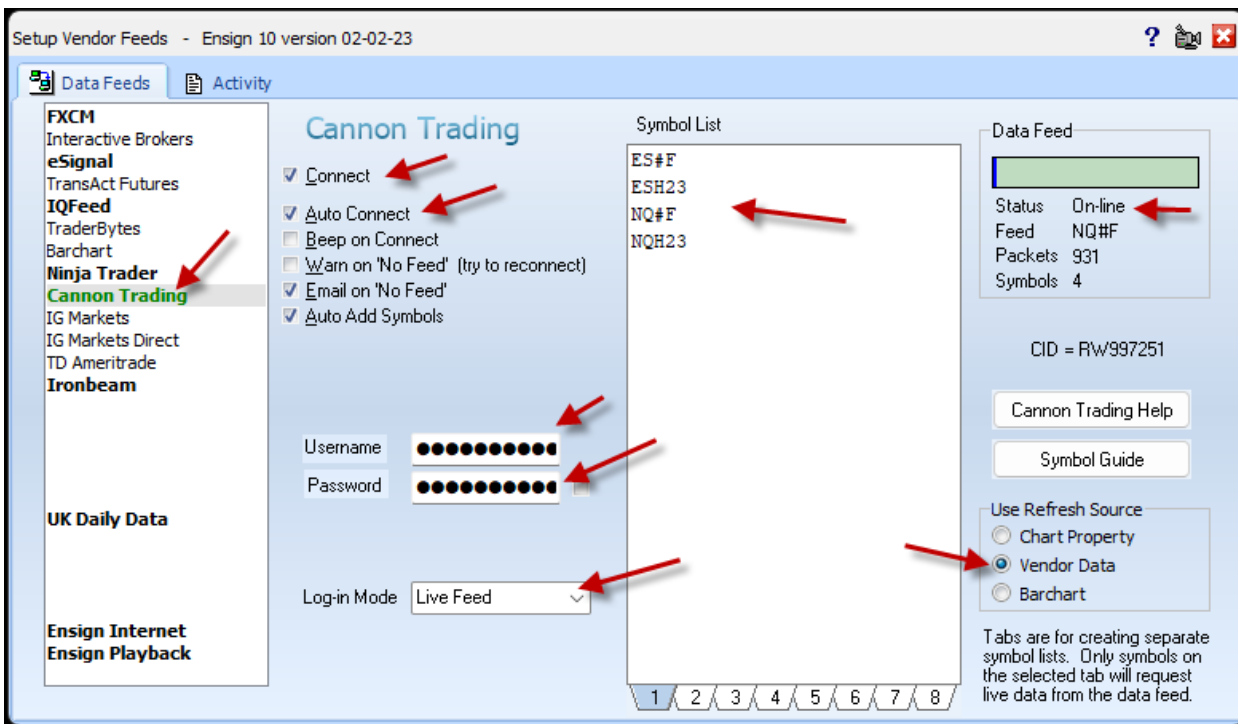 Setup Vendor Feeds - Ensign 10 version 02-02-23
?
Data Feeds
Activity
FXCM
Interactive Brokers
eSignal
TransAct Futures
IQFeed
TraderBytes
Barchart
Ninja Trader
Cannon Trading
IG Markets
IG Markets Direct
TD Ameritrade
Ironbeam
UK Daily Data
Ensign Internet
Ensign Playback
Cannon Trading
Connect
Auto Connect
Beep on Connect
Warn on 'No Feed' (try to reconnect)
Email on 'No Feed'
Auto Add Symbols
Username ●●●●●●●●●●
Password ●●●●●●●●●●
Log-in Mode Live Feed
Symbol List
ES#F
ESH23
NQ#F
NQH23
1 2 3 4 5 6 7 8
Data Feed
Status On-line
Feed NQ#F
Packets 931
Symbols 4
CID = RW997251
Cannon Trading Help
Symbol Guide
Use Refresh Source
Chart Property
Vendor Data
Barchart
Tabs are for creating separate
symbol lists. Only symbols on
the selected tab will request
live data from the data feed.